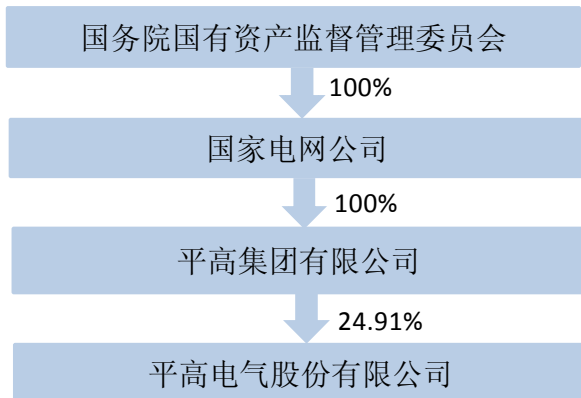 国务院国有资产监督管理委员会
100%
国家电网公司
100%
平高集团有限公司
24.91%
平高电气股份有限公司